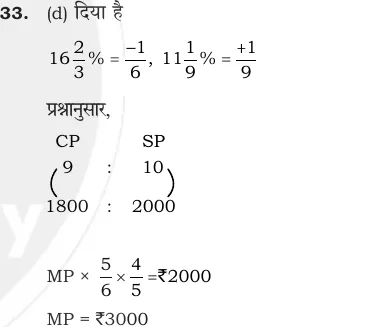 33. (d) दिया है
16 2/3 % = −1/6, 11 1/9 % = +1/9
प्रश्नानुसार,
CP SP
9 : 10
1800 : 2000
MP × 5/6 × 4/5 =₹2000
MP = ₹3000